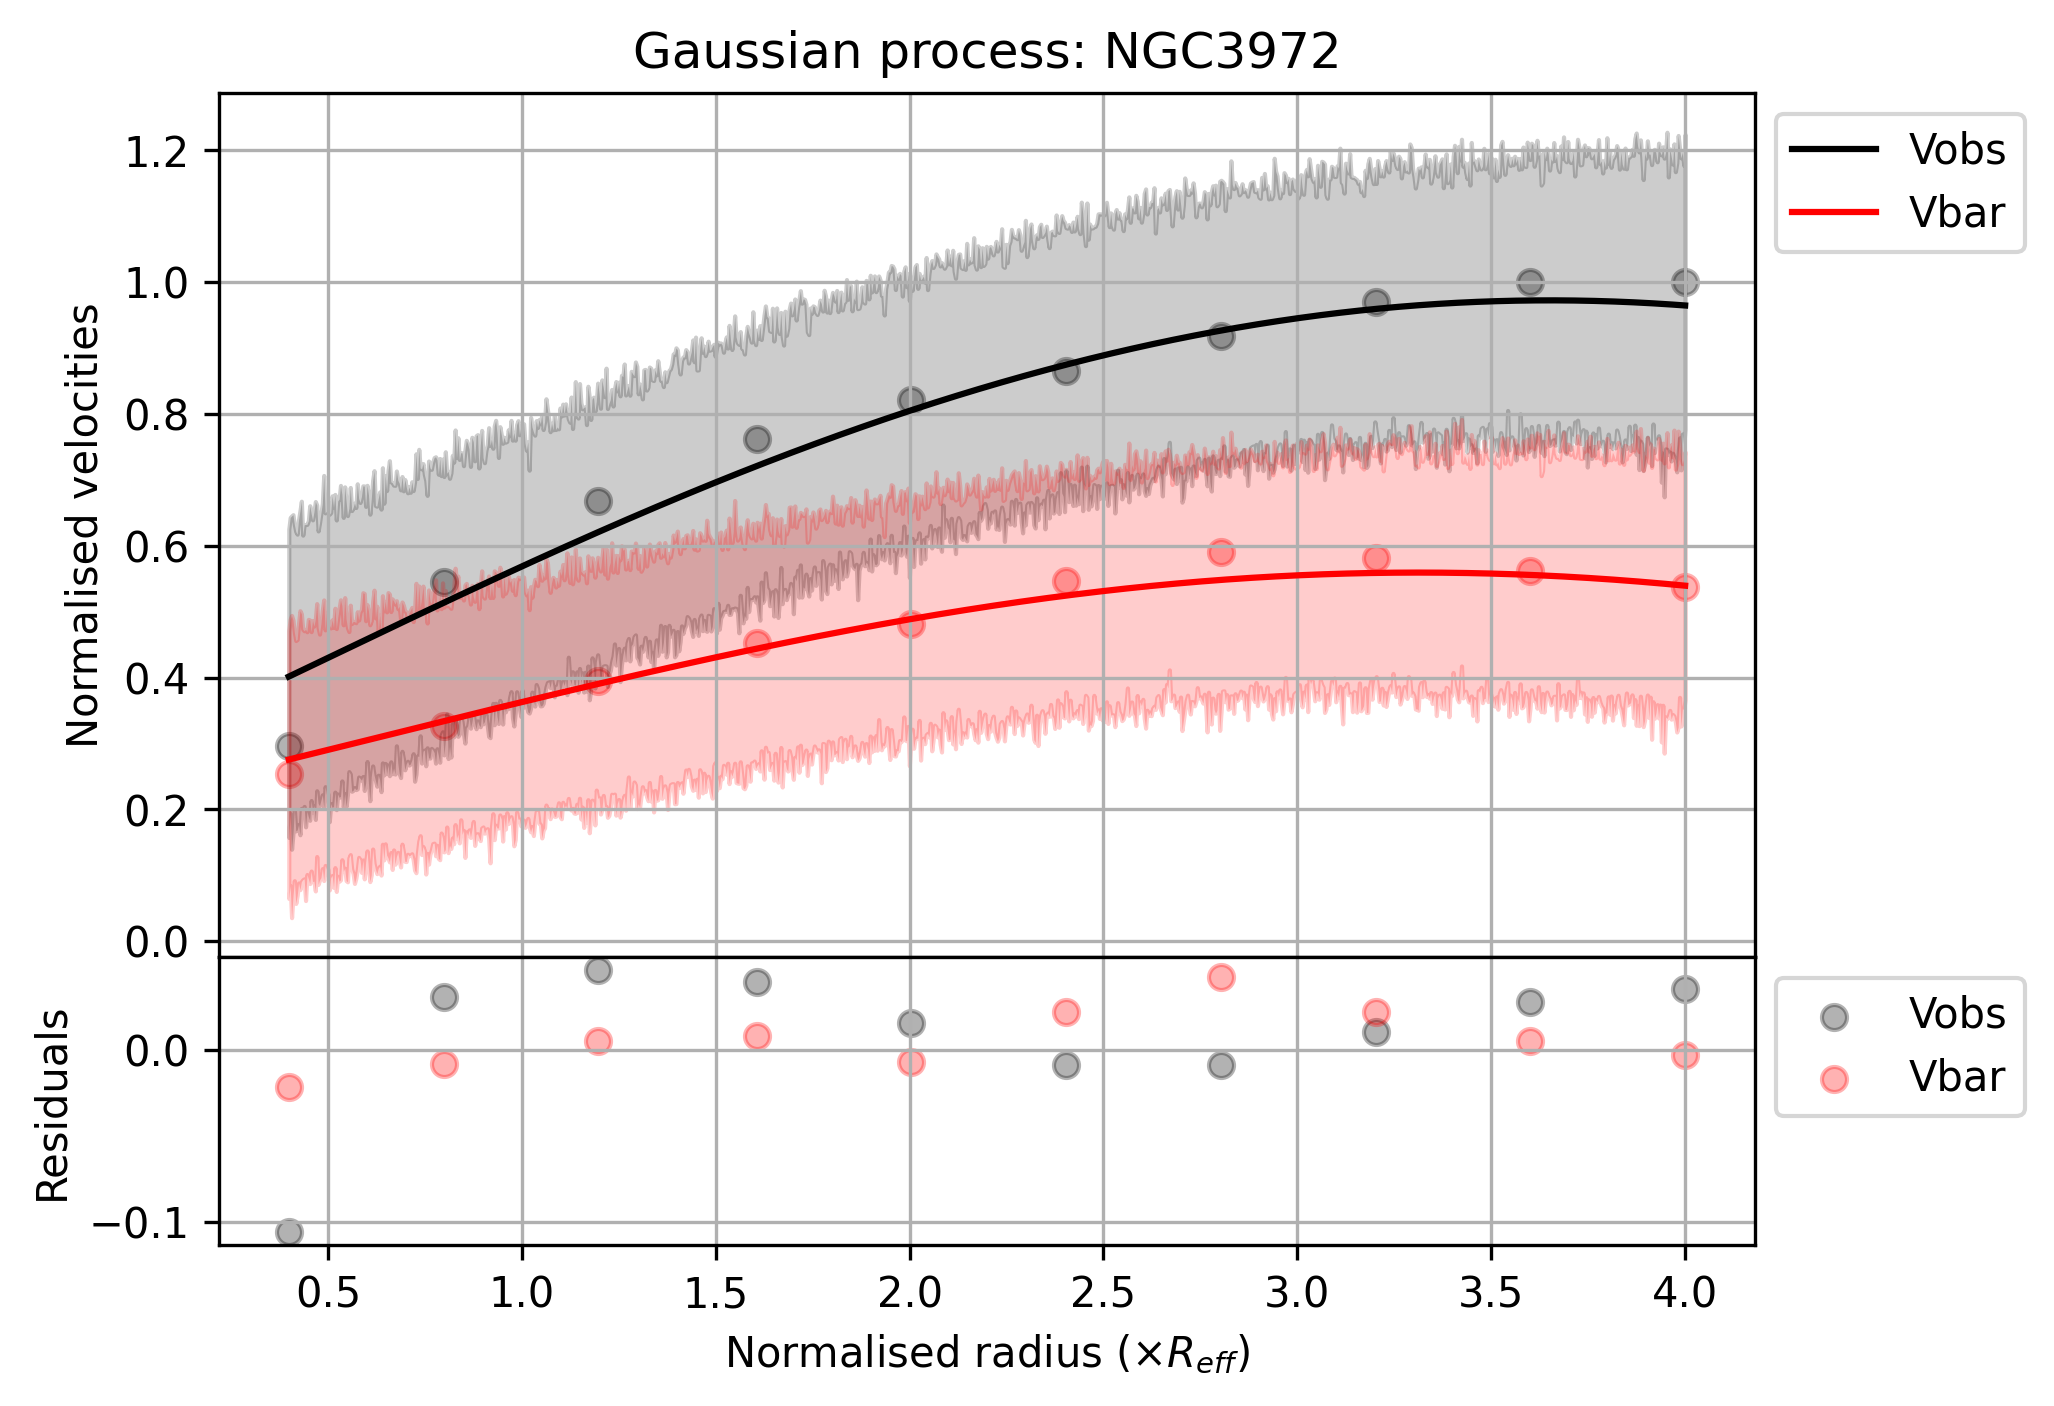 Gaussian process: NGC3972
Normalised velocities
1.2
1.0
0.8
0.6
0.4
0.2
0.0
Vobs
Vbar
Residuals
0.0
−0.1
Vobs
Vbar
0.5 1.0 1.5 2.0 2.5 3.0 3.5 4.0
Normalised radius (×R_eff)